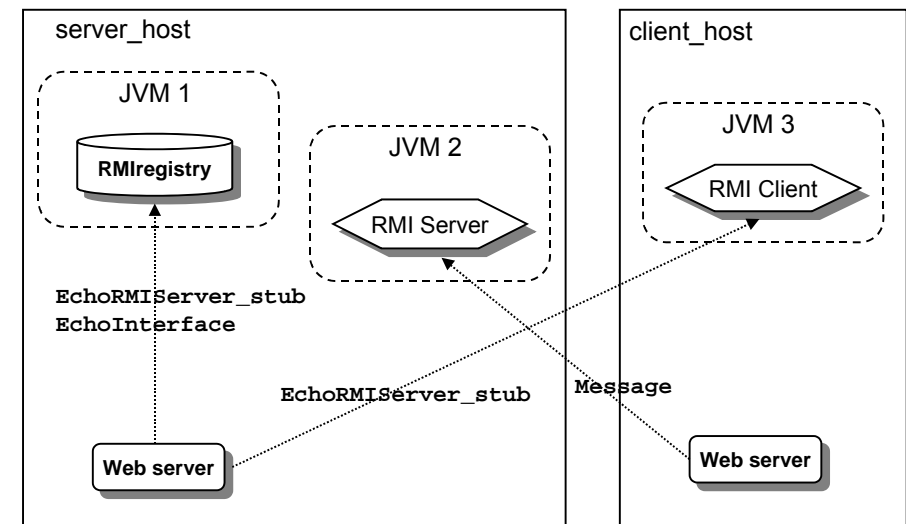 server_host
client_host
JVM 1
JVM 2
JVM 3
RMIregistry
RMI Server
RMI Client
EchoRMIServer_stub
EchoInterface
EchoRMIServer_stub
Message
Web server
Web server